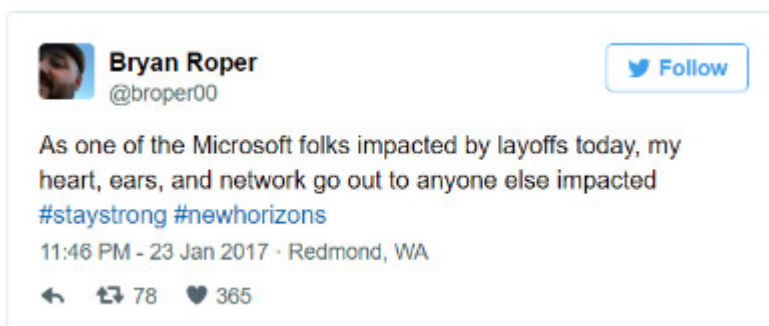 Bryan Roper
@broper00
Follow
As one of the Microsoft folks impacted by layoffs today, my
heart, ears, and network go out to anyone else impacted
#staystrong #newhorizons
11:46 PM - 23 Jan 2017 · Redmond, WA
78 365